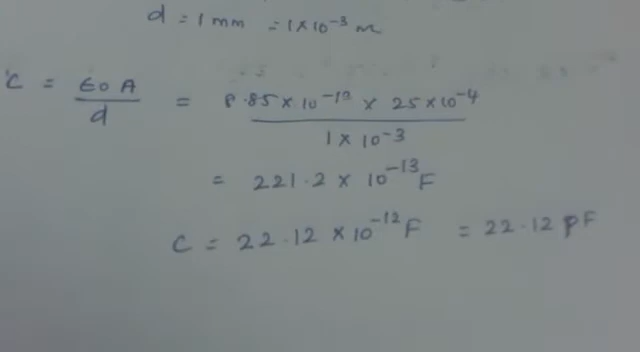 d = 1 mm = 1 × 10⁻³ m
C = ε₀ A / d = 8.85 × 10⁻¹² × 25 × 10⁻⁴ / 1 × 10⁻³
= 221.2 × 10⁻¹³ F
C = 22.12 × 10⁻¹² F = 22.12 pF